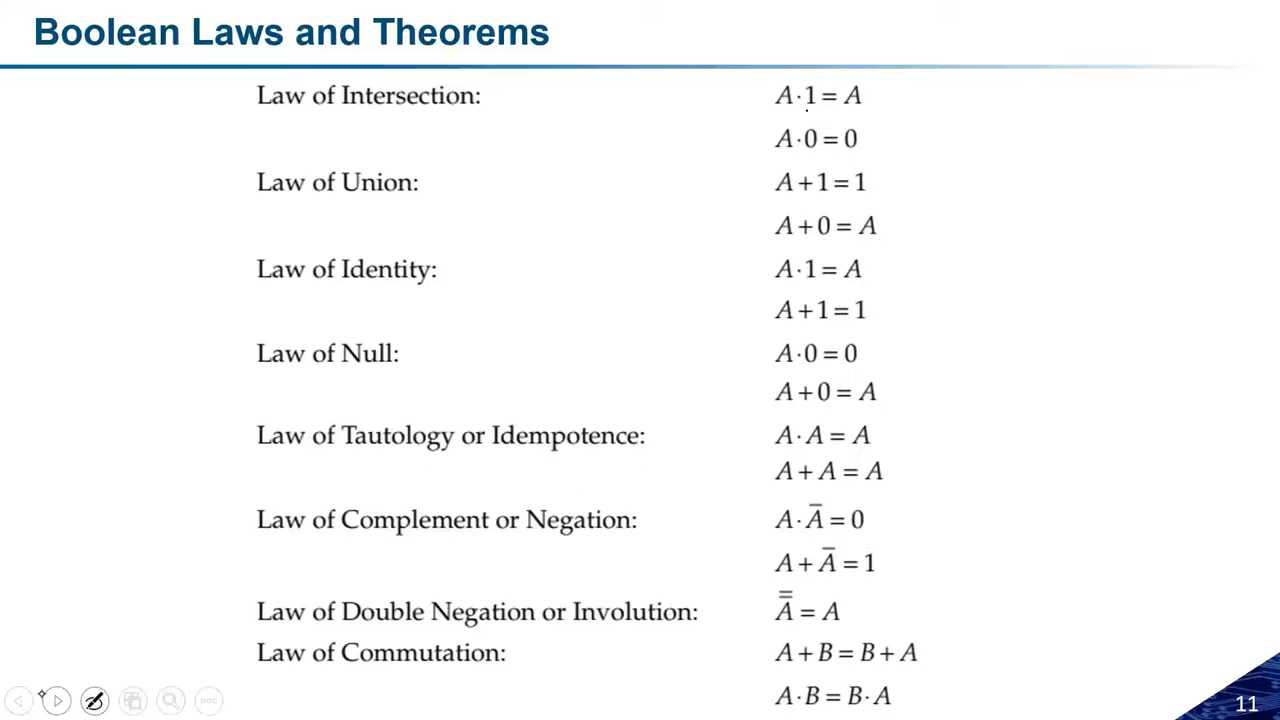 Boolean Laws and Theorems
Law of Intersection: A·1 = A
A·0 = 0
Law of Union: A+1 = 1
A+0 = A
Law of Identity: A·1 = A
A+1 = 1
Law of Null: A·0 = 0
A+0 = A
Law of Tautology or Idempotence: A·A = A
A+A = A
Law of Complement or Negation: A·A̅ = 0
A+A̅ = 1
Law of Double Negation or Involution: A̿ = A
Law of Commutation: A+B = B+A
A·B = B·A
11